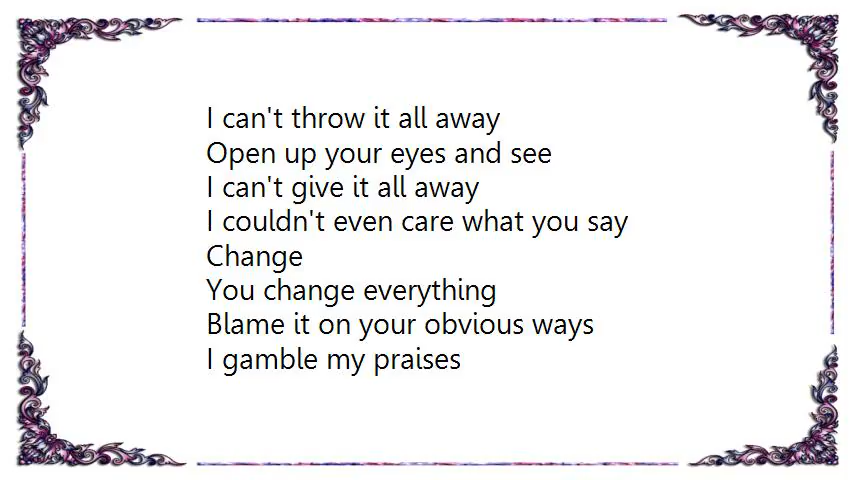 I can't throw it all away
Open up your eyes and see
I can't give it all away
I couldn't even care what you say
Change
You change everything
Blame it on your obvious ways
I gamble my praises